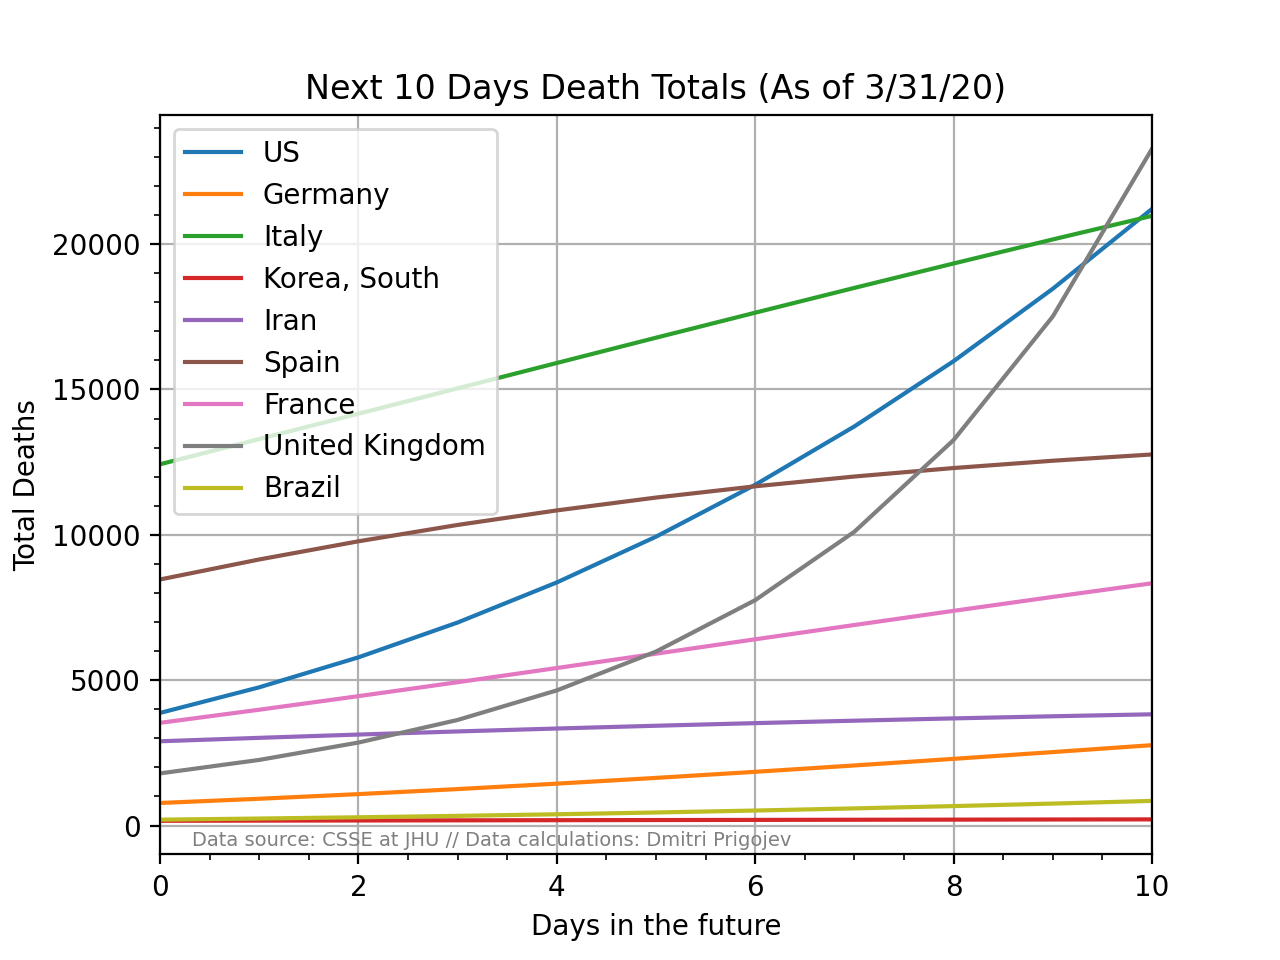 Next 10 Days Death Totals (As of 3/31/20)
US
Germany
Italy
Korea, South
Iran
Spain
France
United Kingdom
Brazil
20000
15000
10000
5000
0
Total Deaths
Data source: CSSE at JHU // Data calculations: Dmitri Prigojev
0 2 4 6 8 10
Days in the future